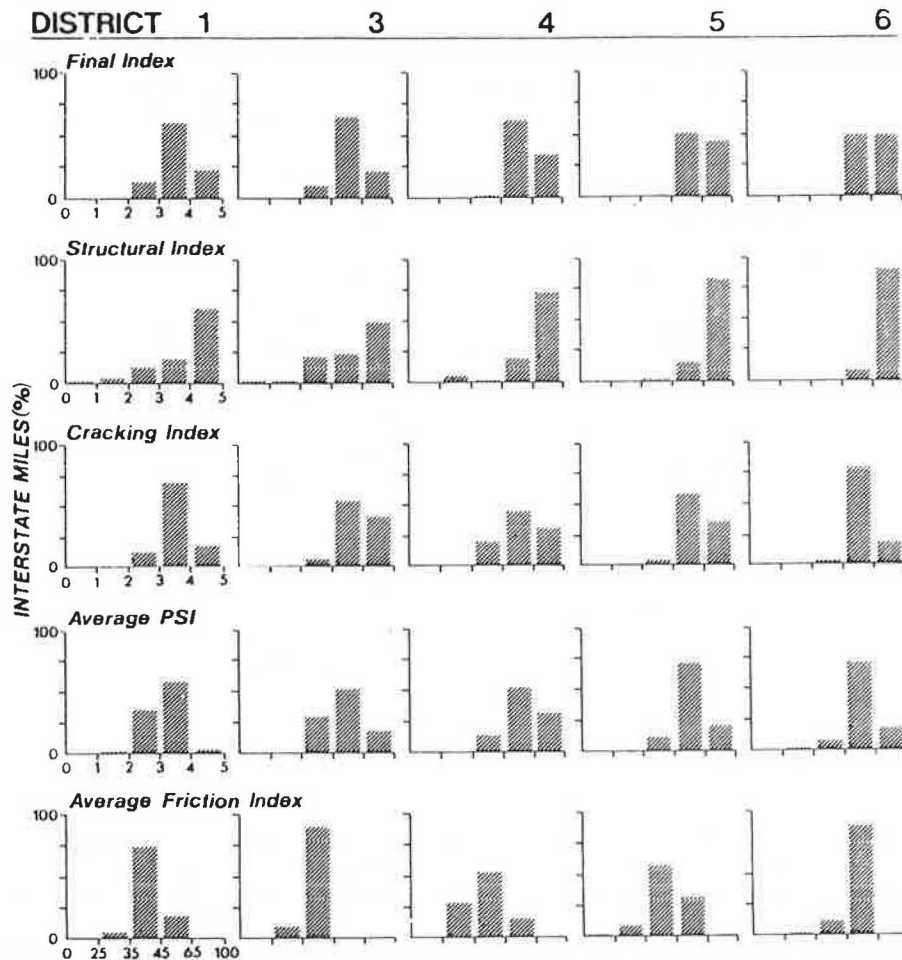 DISTRICT 1 3 4 5 6
Final Index
100
0
0 1 2 3 4 5
Structural Index
100
0
0 1 2 3 4 5
INTERSTATE MILES(%)
Cracking Index
100
0
0 1 2 3 4 5
Average PSI
100
0
0 1 2 3 4 5
Average Friction Index
100
0
0 25 35 45 65 100